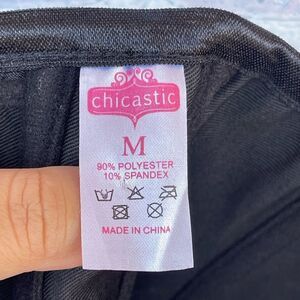 chicastic
M
90% POLYESTER
10% SPANDEX
MADE IN CHINA